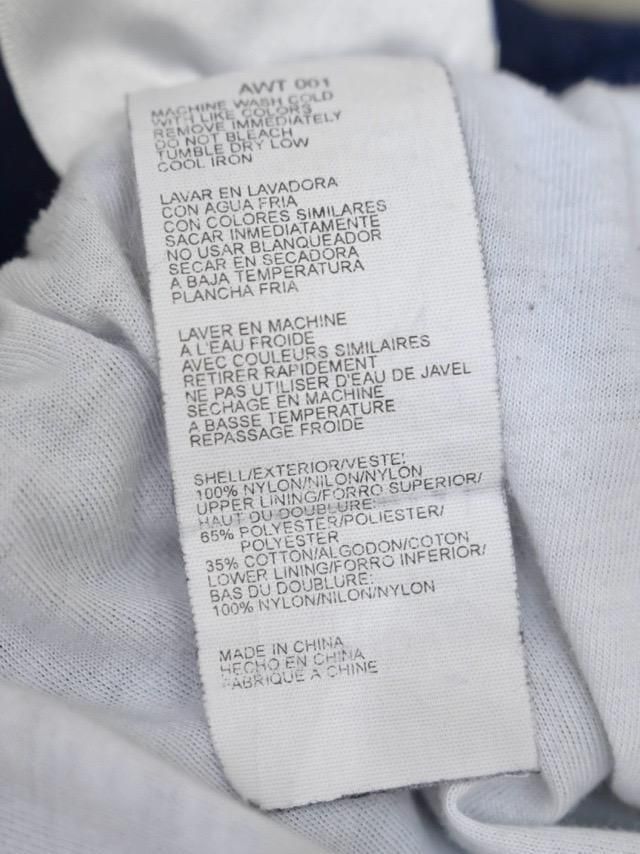 AWT 001
MACHINE WASH COLD
WITH LIKE COLORS
REMOVE IMMEDIATELY
DO NOT BLEACH
TUMBLE DRY LOW
COOL IRON
LAVAR EN LAVADORA
CON AGUA FRIA
CON COLORES SIMILARES
SACAR INMEDIATAMENTE
NO USAR BLANQUEADOR
SECAR EN SECADORA
A BAJA TEMPERATURA
PLANCHA FRIA
LAVER EN MACHINE
A L'EAU FROIDE
AVEC COULEURS SIMILAIRES
RETIRER RAPIDEMENT
NE PAS UTILISER D'EAU DE JAVEL
SECHAGE EN MACHINE
A BASSE TEMPERATURE
REPASSAGE FROIDE
SHELL/EXTERIOR/VESTE:
100% NYLON/NILON/NYLON
UPPER LINING/FORRO SUPERIOR/
HAUT DU DOUBLURE:
65% POLYESTER/POLIESTER/
POLYESTER
35% COTTON/ALGODON/COTON
LOWER LINING/FORRO INFERIOR/
BAS DU DOUBLURE:
100% NYLON/NILON/NYLON
MADE IN CHINA
HECHO EN CHINA
FABRIQUE A CHINE